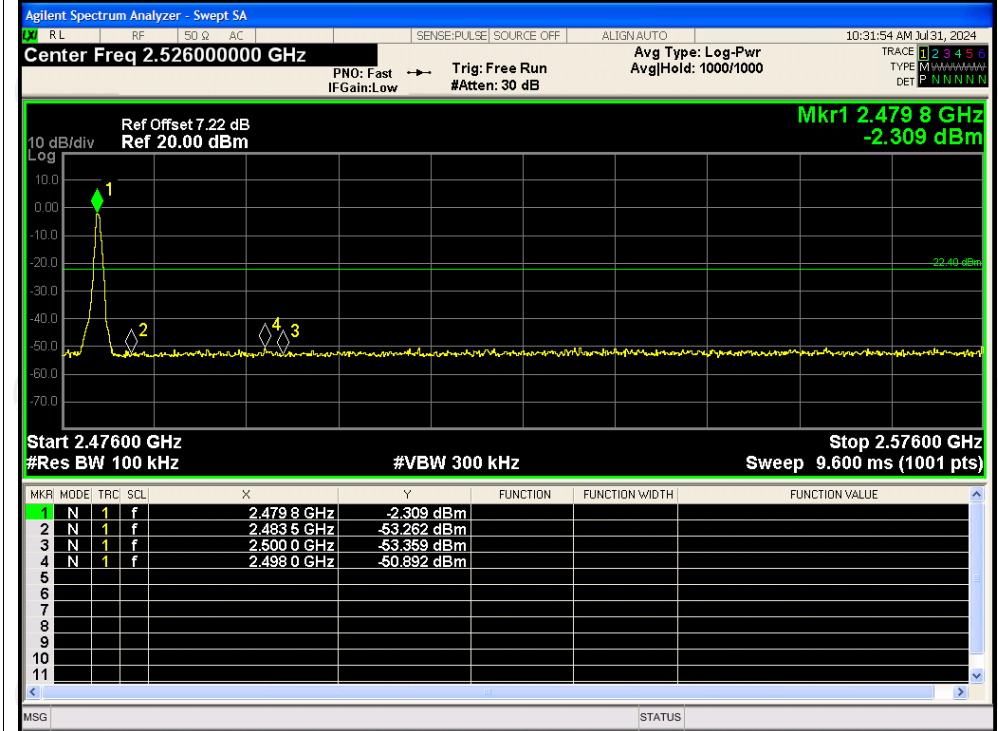 Agilent Spectrum Analyzer - Swept SA
LXI RL RF 50 Ω AC SENSE:PULSE SOURCE OFF ALIGN AUTO 10:31:54 AM Jul 31, 2024
Center Freq 2.526000000 GHz Avg Type: Log-Pwr TRACE 1 2 3 4 5 6
PNO: Fast Trig: Free Run Avg|Hold: 1000/1000 TYPE M WWWWW
IFGain:Low #Atten: 30 dB DET P N N N N N
Mkr1 2.479 8 GHz
Ref Offset 7.22 dB
10 dB/div Ref 20.00 dBm -2.309 dBm
Log
10.0
1
0.00
-10.0
-20.0
22.40 dBm
-30.0
-40.0
2 4 3
-50.0
-60.0
-70.0
Start 2.47600 GHz Stop 2.57600 GHz
#Res BW 100 kHz #VBW 300 kHz Sweep 9.600 ms (1001 pts)
MKR MODE TRC SCL X Y FUNCTION FUNCTION WIDTH FUNCTION VALUE
1 N 1 f 2.479 8 GHz -2.309 dBm
2 N 1 f 2.483 5 GHz -53.262 dBm
3 N 1 f 2.500 0 GHz -53.359 dBm
4 N 1 f 2.498 0 GHz -50.892 dBm
5
6
7
8
9
10
11
MSG STATUS